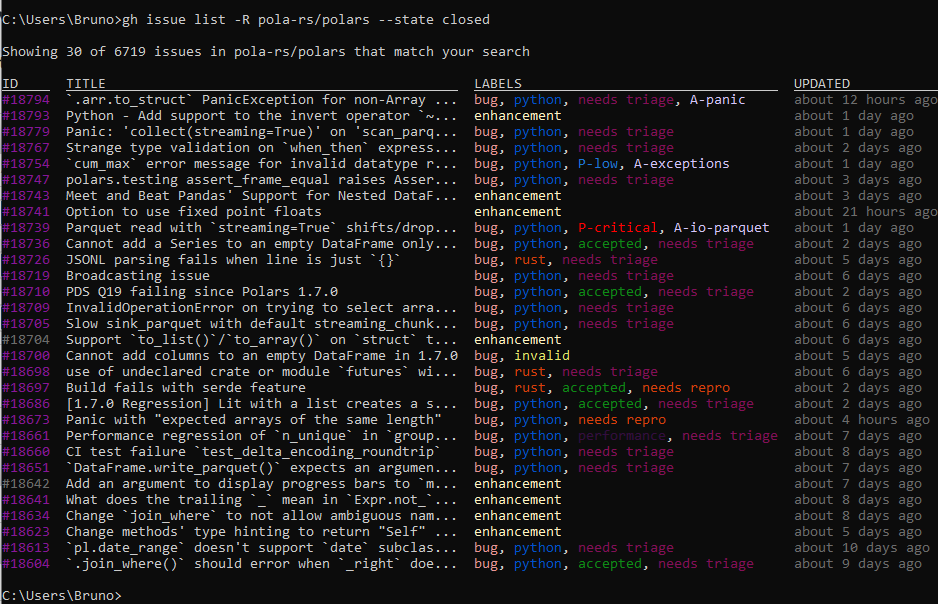 C:\Users\Bruno>gh issue list -R pola-rs/polars --state closed
Showing 30 of 6719 issues in pola-rs/polars that match your search
ID TITLE LABELS UPDATED
#18794 `.arr.to_struct` PanicException for non-Array ... bug, python, needs triage, A-panic about 12 hours ago
#18793 Python - Add support to the invert operator `~... enhancement about 1 day ago
#18779 Panic: 'collect(streaming=True)' on 'scan_parq... bug, python, needs triage about 1 day ago
#18767 Strange type validation on `when_then` express... bug, python, needs triage about 2 days ago
#18754 `cum_max` error message for invalid datatype r... bug, python, P-low, A-exceptions about 1 day ago
#18747 polars.testing assert_frame_equal raises Asser... bug, python, needs triage about 3 days ago
#18743 Meet and Beat Pandas' Support for Nested DataF... enhancement about 3 days ago
#18741 Option to use fixed point floats enhancement about 21 hours ago
#18739 Parquet read with `streaming=True` shifts/drop... bug, python, P-critical, A-io-parquet about 1 day ago
#18736 Cannot add a Series to an empty DataFrame only... bug, python, accepted, needs triage about 2 days ago
#18726 JSONL parsing fails when line is just `{}` bug, rust, needs triage about 5 days ago
#18719 Broadcasting issue bug, python, needs triage about 6 days ago
#18710 PDS Q19 failing since Polars 1.7.0 bug, python, accepted, needs triage about 2 days ago
#18709 InvalidOperationError on trying to select arra... bug, python, needs triage about 6 days ago
#18705 Slow sink_parquet with default streaming_chunk... bug, python, needs triage about 6 days ago
#18704 Support `to_list()`/`to_array()` on `struct` t... enhancement about 6 days ago
#18700 Cannot add columns to an empty DataFrame in 1.7.0 bug, invalid about 5 days ago
#18698 use of undeclared crate or module `futures` wi... bug, rust, needs triage about 6 days ago
#18697 Build fails with serde feature bug, rust, accepted, needs repro about 2 days ago
#18686 [1.7.0 Regression] Lit with a list creates a s... bug, python, accepted, needs triage about 2 days ago
#18673 Panic with "expected arrays of the same length" bug, python, needs repro about 4 hours ago
#18661 Performance regression of `n_unique` in `group... bug, python, performance, needs triage about 7 days ago
#18660 CI test failure `test_delta_encoding_roundtrip` bug, python, needs triage about 8 days ago
#18651 `DataFrame.write_parquet()` expects an argumen... bug, python, needs triage about 7 days ago
#18642 Add an argument to display progress bars to `m... enhancement about 7 days ago
#18641 What does the trailing `_` mean in `Expr.not_`... enhancement about 8 days ago
#18634 Change `join_where` to not allow ambiguous nam... enhancement about 8 days ago
#18623 Change methods' type hinting to return "Self" ... enhancement about 5 days ago
#18613 `pl.date_range` doesn't support `date` subclas... bug, python, needs triage about 10 days ago
#18604 `.join_where()` should error when `_right` doe... bug, python, accepted, needs triage about 9 days ago
C:\Users\Bruno>